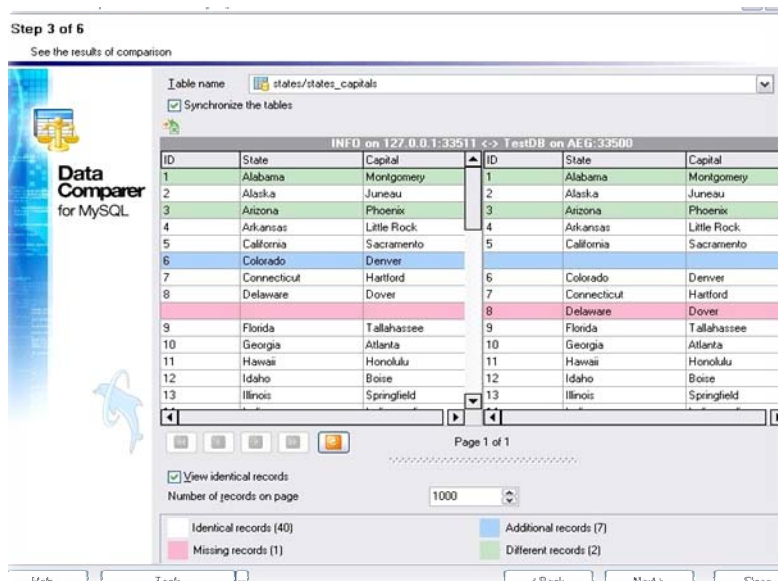 Step 3 of 6
See the results of comparison
Table name states/states_capitals
Synchronize the tables
INFO on 127.0.0.1:33511 <-> TestDB on AEG:33500
ID State Capital ID State Capital
1 Alabama Montgomery 1 Alabama Montgomery
2 Alaska Juneau 2 Alaska Juneau
3 Arizona Phoenix 3 Arizona Phoenix
4 Arkansas Little Rock 4 Arkansas Little Rock
5 California Sacramento 5 California Sacramento
6 Colorado Denver
7 Connecticut Hartford 6 Colorado Denver
8 Delaware Dover 7 Connecticut Hartford
8 Delaware Dover
9 Florida Tallahassee 9 Florida Tallahassee
10 Georgia Atlanta 10 Georgia Atlanta
11 Hawaii Honolulu 11 Hawaii Honolulu
12 Idaho Boise 12 Idaho Boise
13 Illinois Springfield 13 Illinois Springfield
Data
Comparer
for MySQL
Page 1 of 1
View identical records
Number of records on page 1000
Identical records (40) Additional records (7)
Missing records (1) Different records (2)